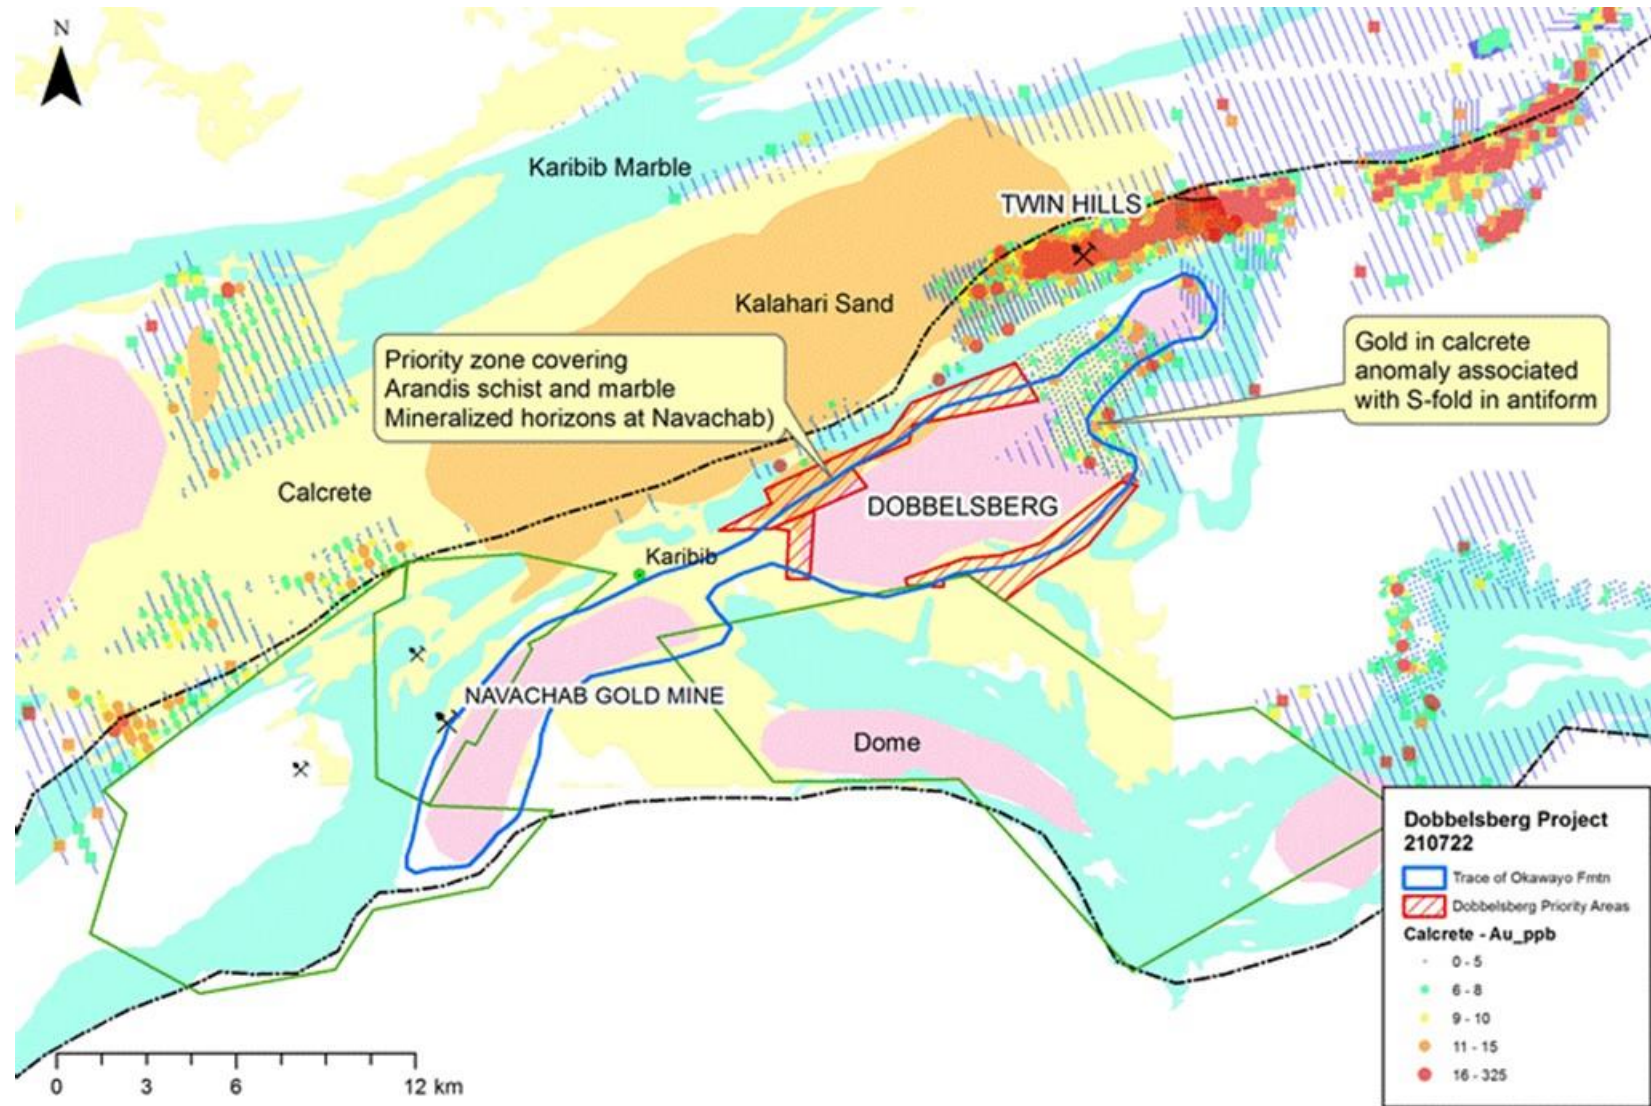 N
Karibib Marble
TWIN HILLS
Kalahari Sand
Priority zone covering
Arandis schist and marble
Mineralized horizons at Navachab)
Gold in calcrete
anomaly associated
with S-fold in antiform
Calcrete
DOBBELSBERG
Karibib
NAVACHAB GOLD MINE
Dome
Dobbelsberg Project
210722
Trace of Okawayo Fmtn
Dobbelsberg Priority Areas
Calcrete - Au_ppb
0 - 5
6 - 8
9 - 10
11 - 15
16 - 325
0 3 6 12 km